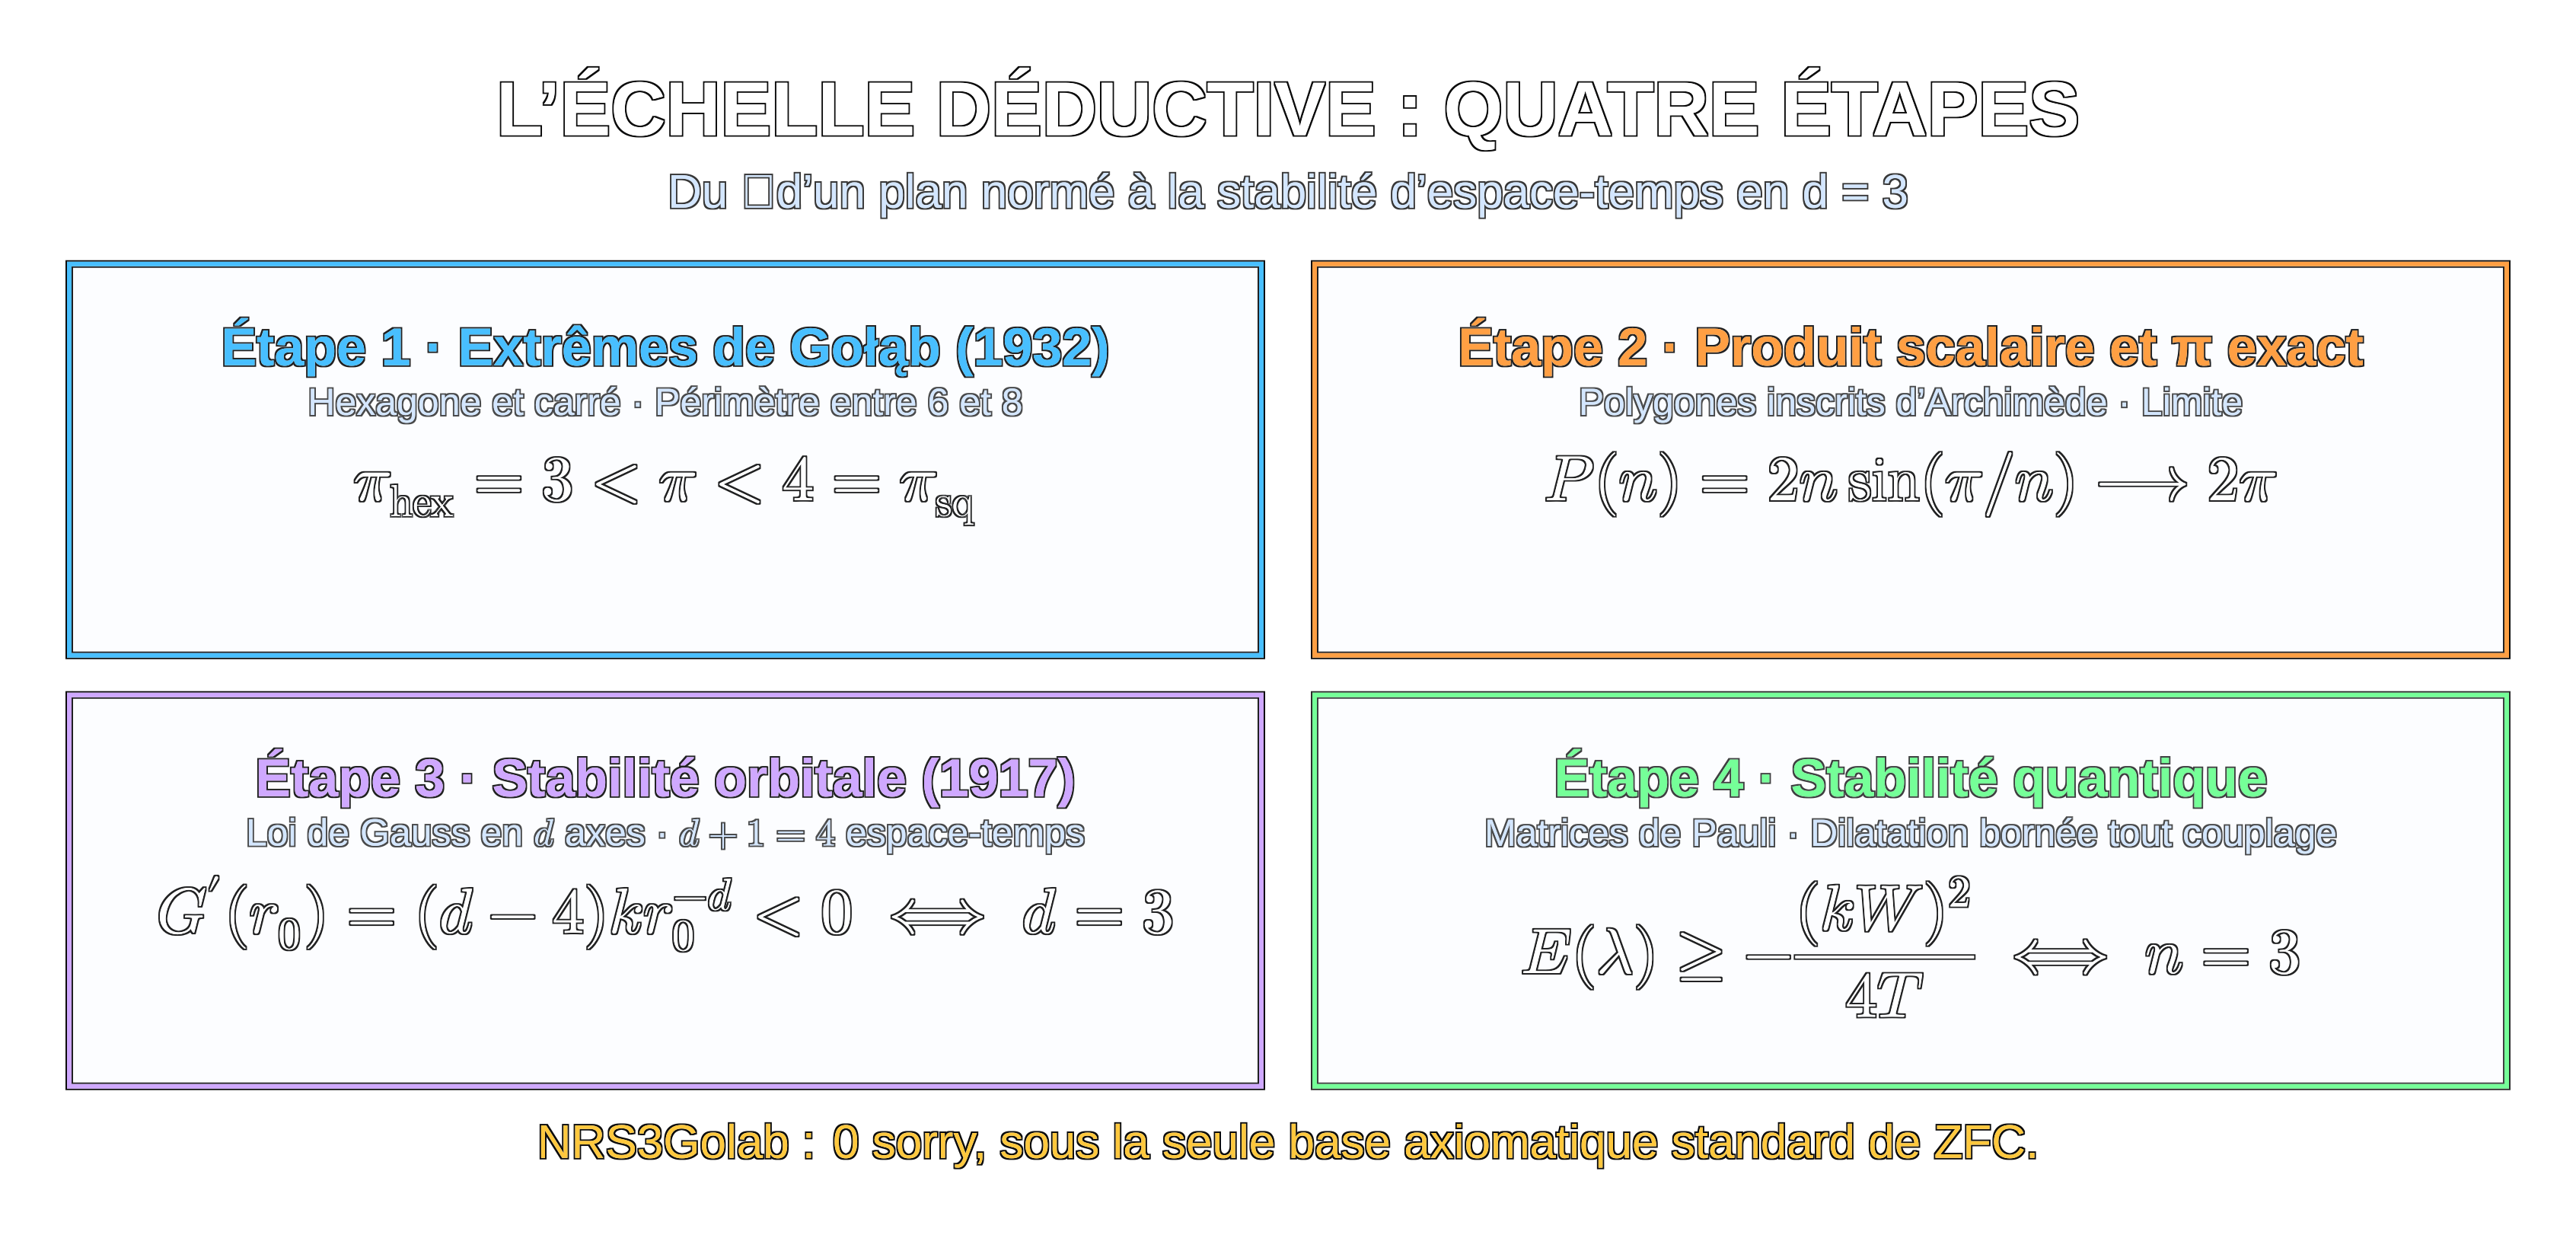 L’ÉCHELLE DÉDUCTIVE : QUATRE ÉTAPES
Du □d’un plan normé à la stabilité d’espace-temps en d = 3
Étape 1 · Extrêmes de Gołąb (1932)
Hexagone et carré · Périmètre entre 6 et 8
π_hex = 3 < π < 4 = π_sq
Étape 2 · Produit scalaire et π exact
Polygones inscrits d’Archimède · Limite
P(n) = 2n sin(π/n) ⟶ 2π
Étape 3 · Stabilité orbitale (1917)
Loi de Gauss en d axes · d + 1 = 4 espace-temps
G′(r₀) = (d − 4)kr₀^{−d} < 0 ⟺ d = 3
Étape 4 · Stabilité quantique
Matrices de Pauli · Dilatation bornée tout couplage
E(λ) ≥ −(kW)²/4T ⟺ n = 3
NRS3Golab : 0 sorry, sous la seule base axiomatique standard de ZFC.